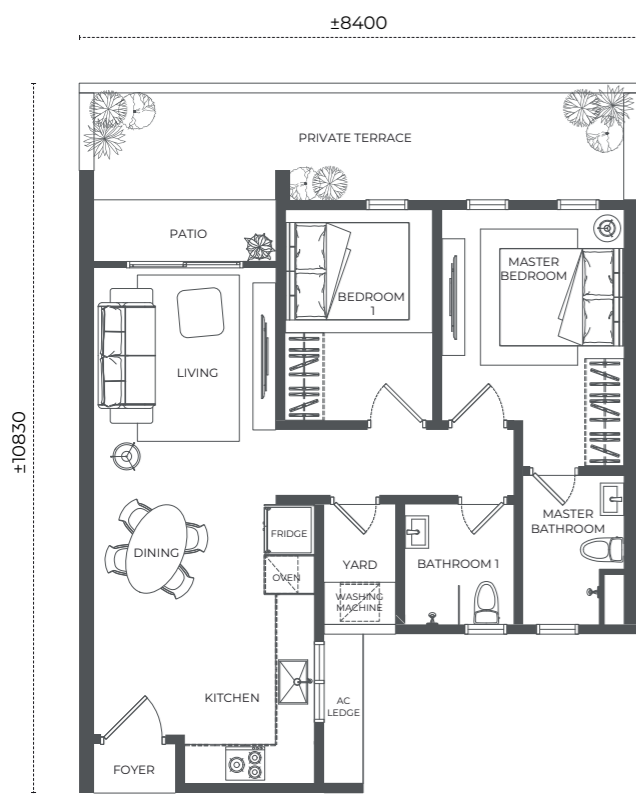 ±8400
PRIVATE TERRACE
PATIO
MASTER
BEDROOM
BEDROOM
1
LIVING
±10830
MASTER
BATHROOM
FRIDGE
DINING
YARD
BATHROOM 1
OVEN
WASHING
MACHINE
KITCHEN
AC
LEDGE
FOYER